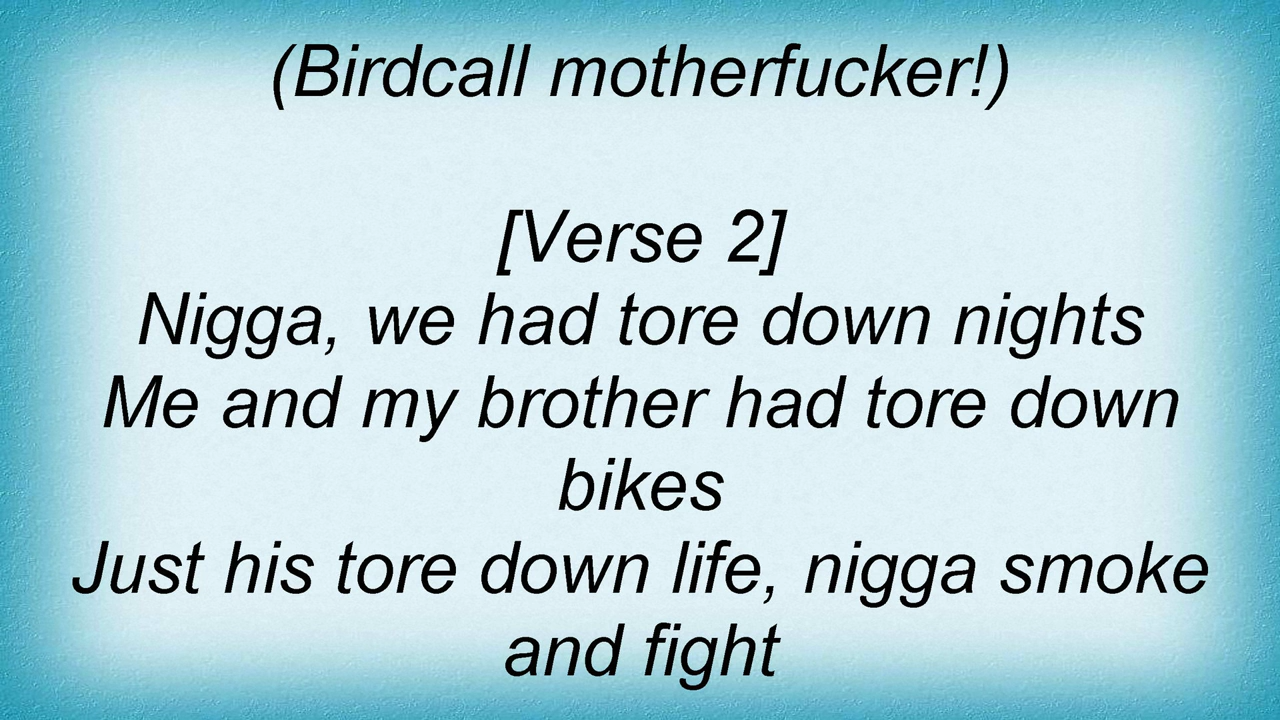 (Birdcall motherfucker!)
[Verse 2]
Nigga, we had tore down nights
Me and my brother had tore down
bikes
Just his tore down life, nigga smoke
and fight